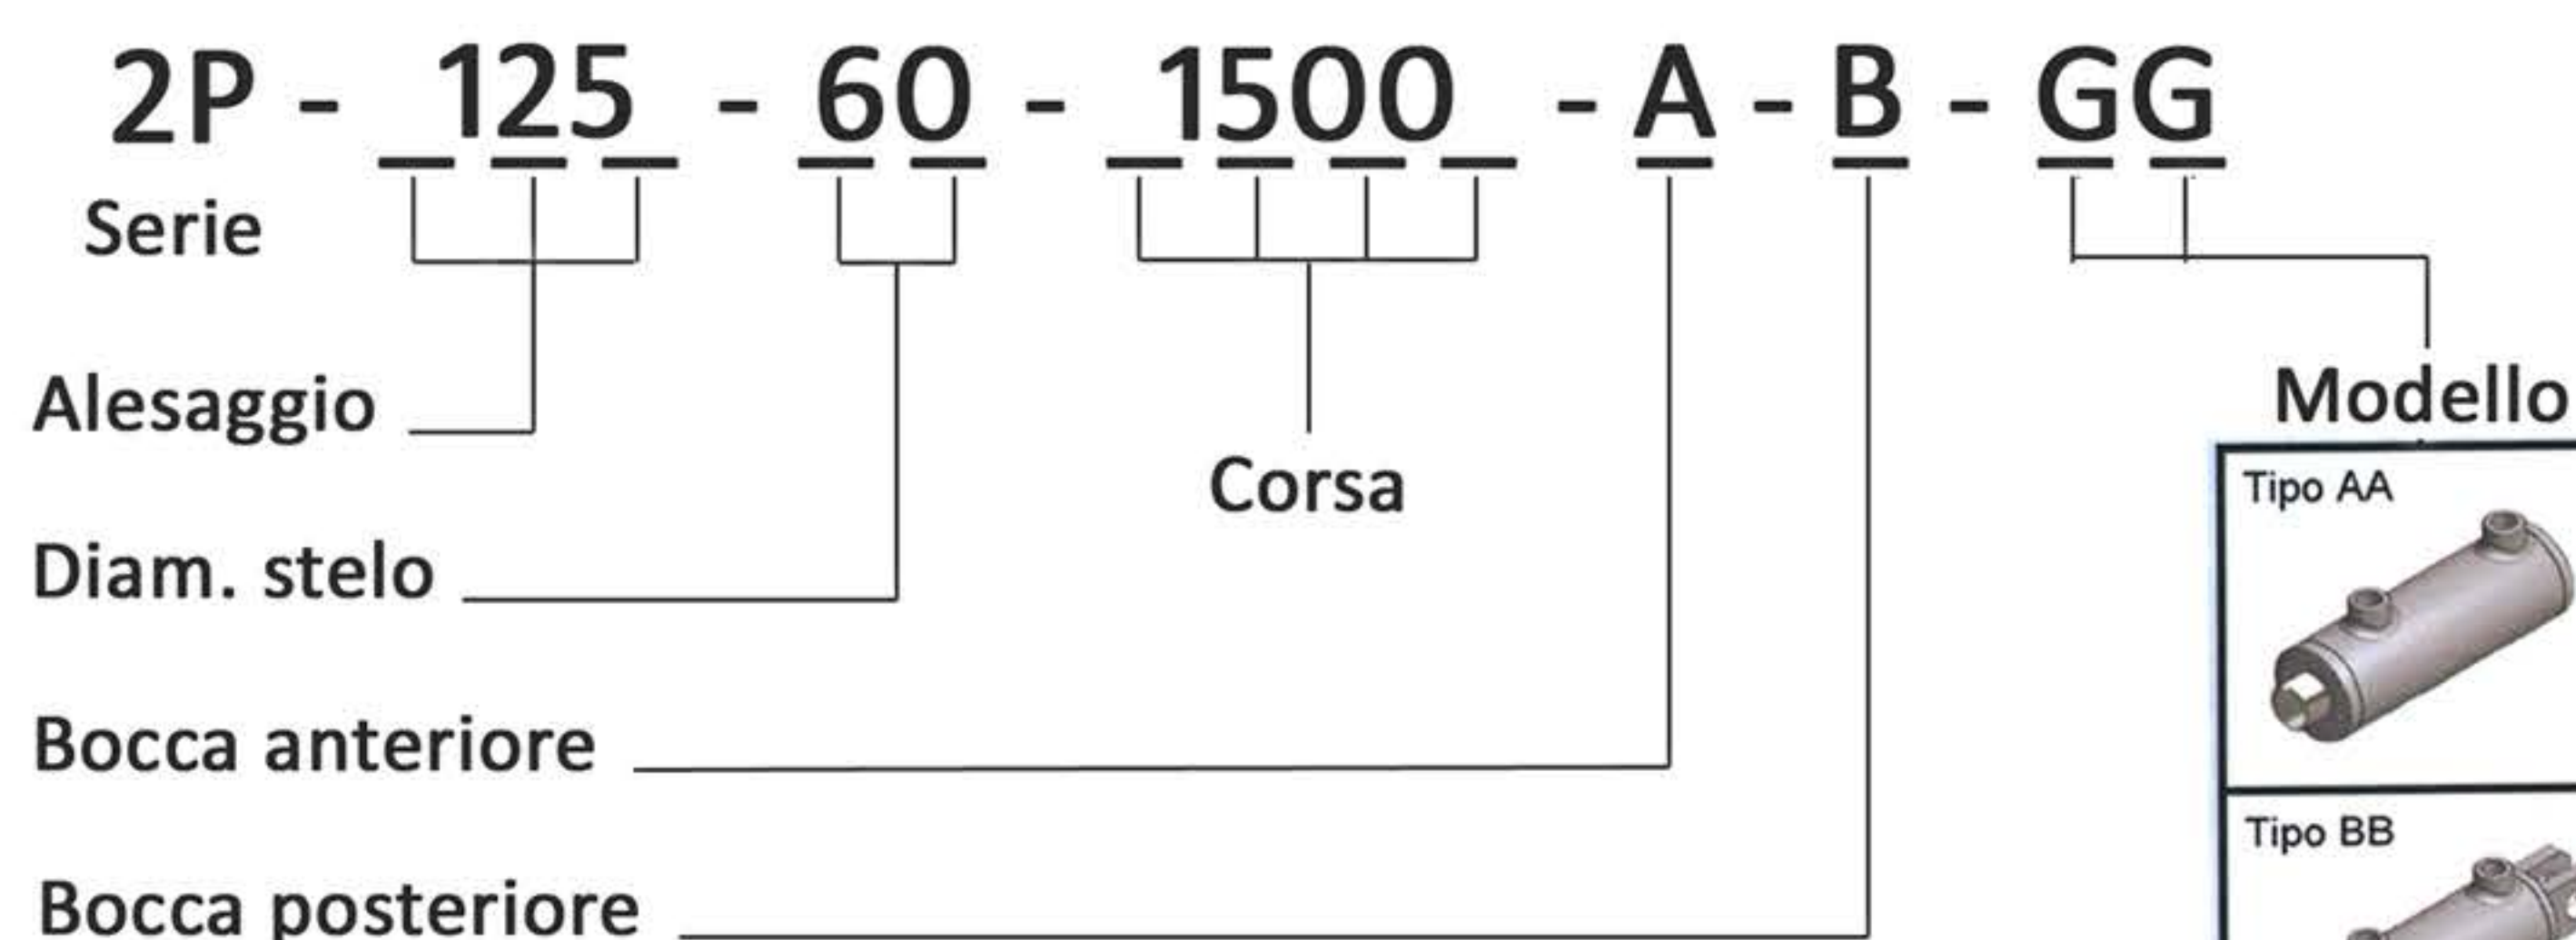 2P - 125 - 60 - 1500 - A - B - GG
Serie
Alesaggio
Modello
Corsa
Tipo AA
Diam. stelo
Bocca anteriore
Tipo BB
Bocca posteriore